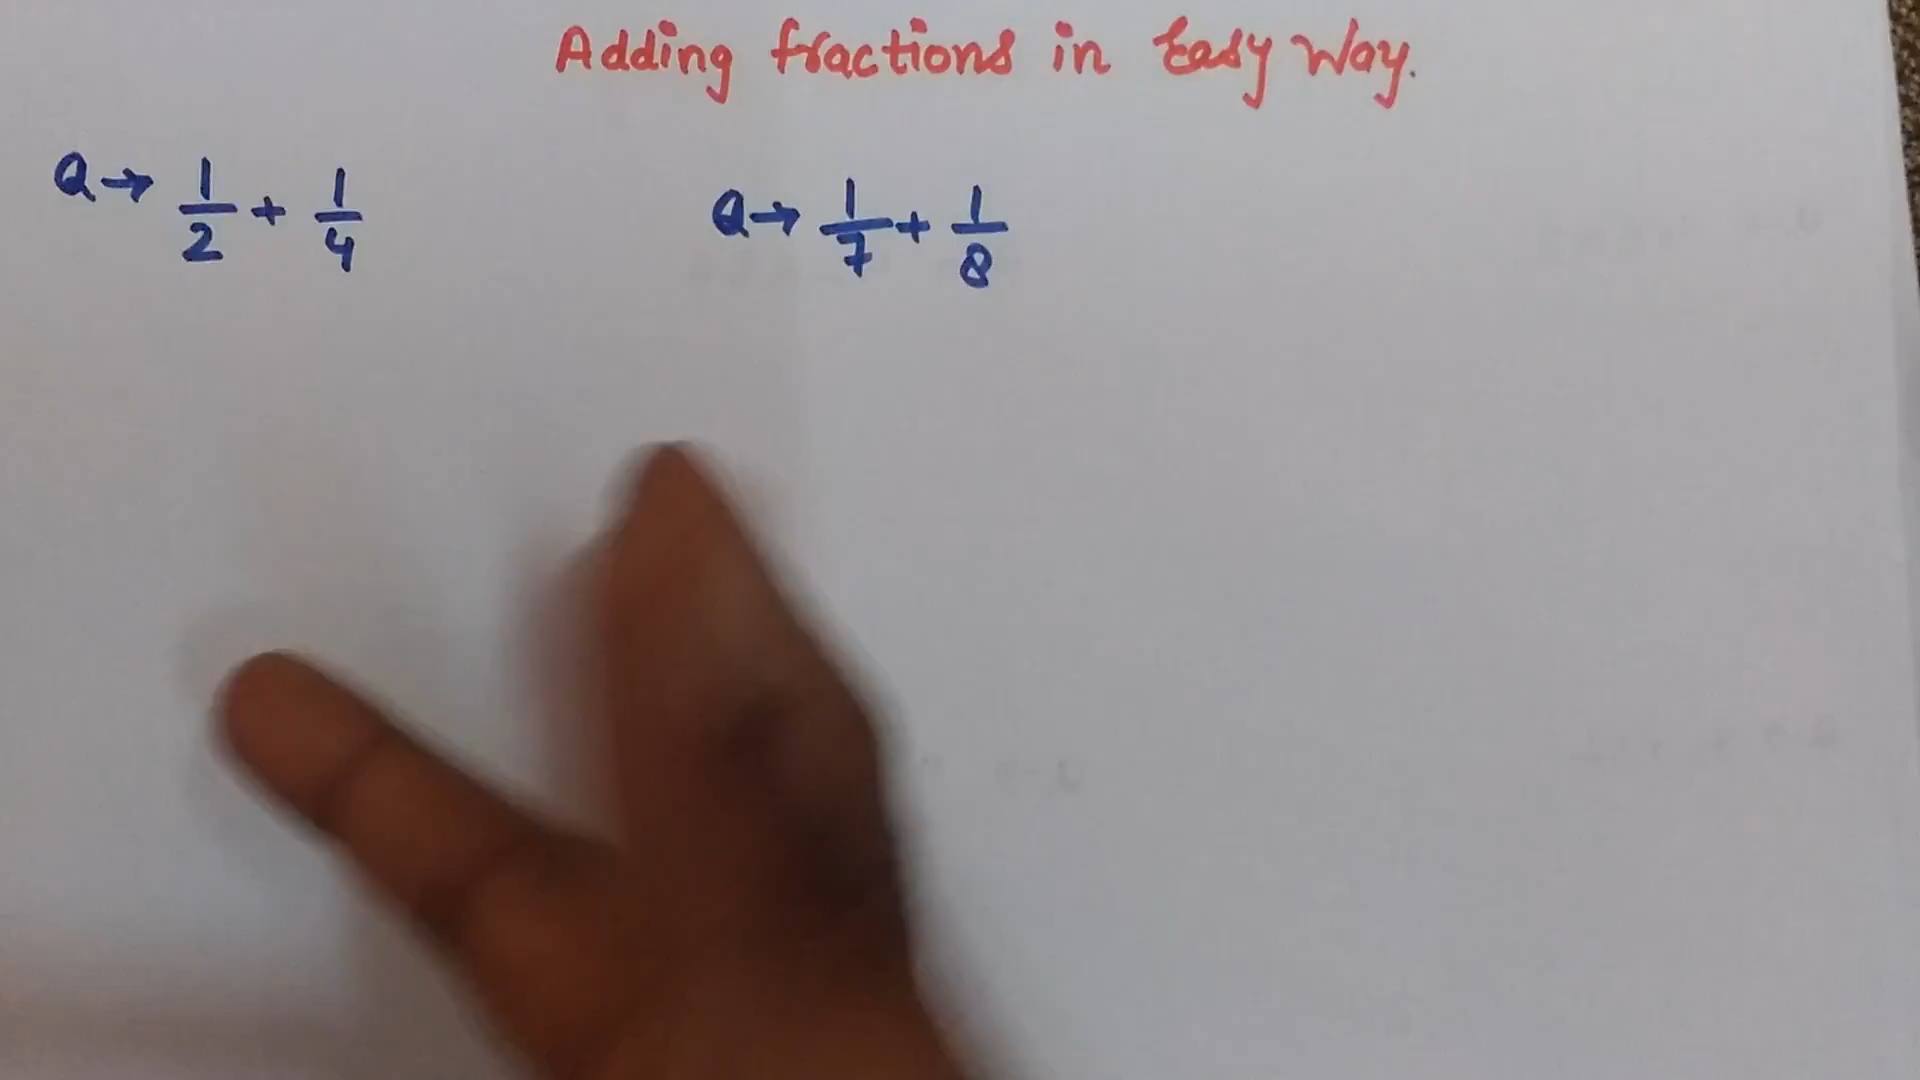 Adding fractions in Easy Way.
Q→ 1/2 + 1/4
Q→ 1/7 + 1/8